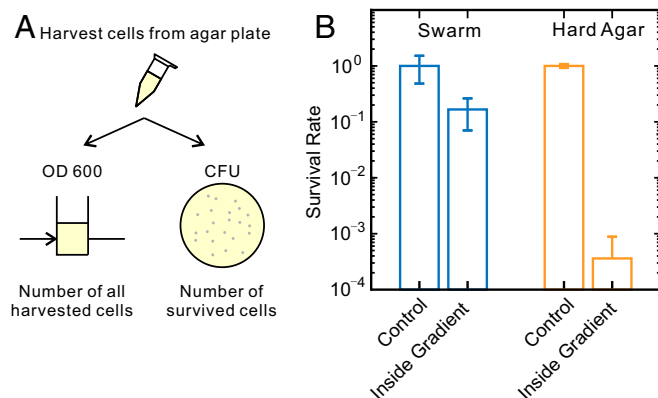 A
Harvest cells from agar plate
OD 600
CFU
Number of all
harvested cells
Number of
survived cells
B
Swarm
Hard Agar
Survival Rate
10^0
10^-1
10^-2
10^-3
10^-4
Control
Inside Gradient
Control
Inside Gradient